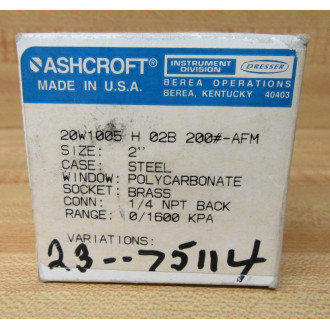 ASHCROFT®
MADE IN U.S.A.
INSTRUMENT
DIVISION
DRESSER
BEREA OPERATIONS
BEREA, KENTUCKY 40403
20W1005 H 02B 200#-AFM
SIZE: 2"
CASE: STEEL
WINDOW: POLYCARBONATE
SOCKET: BRASS
CONN: 1/4 NPT BACK
RANGE: 0/1600 KPA
VARIATIONS:
23--75114